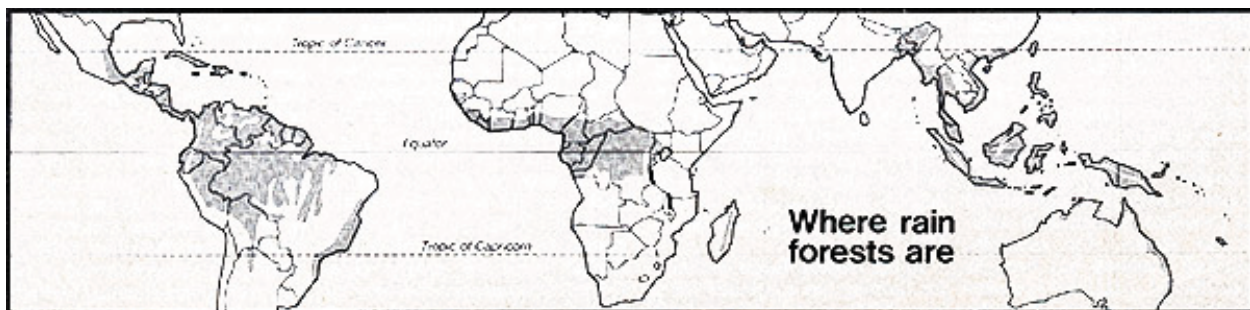 Tropic of Cancer
Equator
Tropic of Capricorn
Where rain
forests are